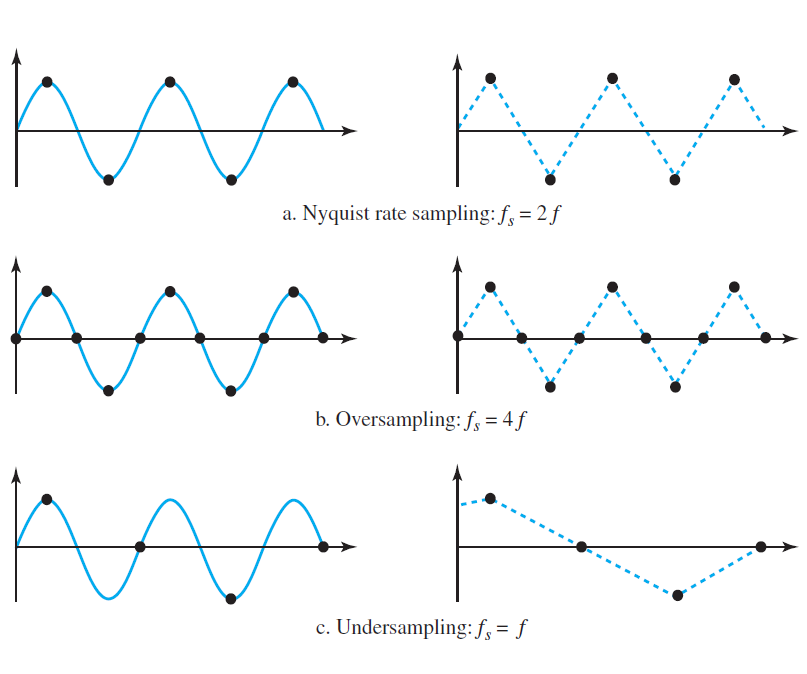 a. Nyquist rate sampling: fₛ = 2 f
b. Oversampling: fₛ = 4 f
c. Undersampling: fₛ = f